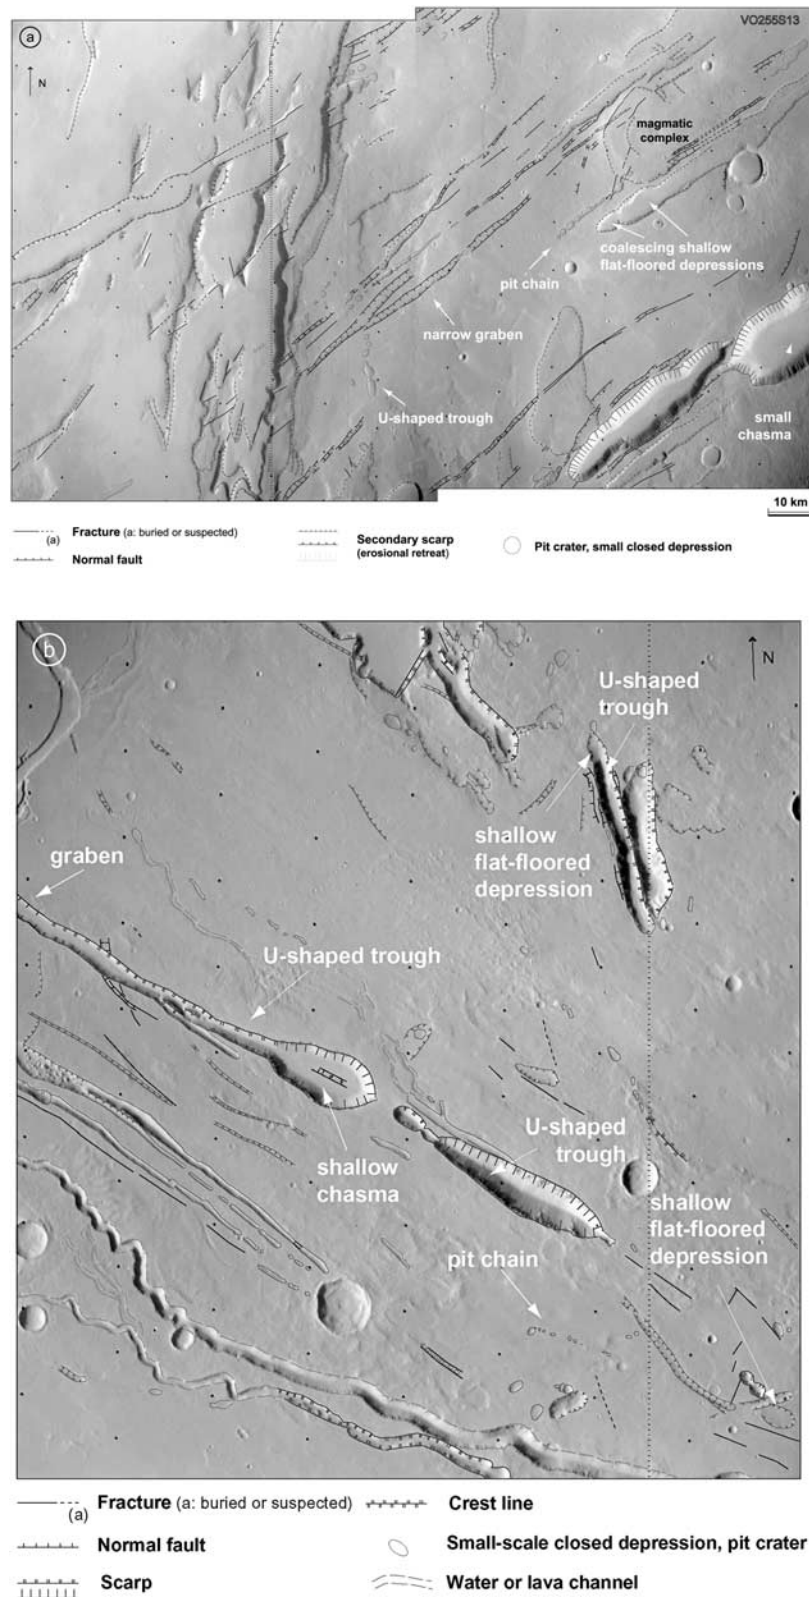 a
VO255S13
N
magmatic
complex
coalescing shallow
flat-floored depressions
pit chain
narrow graben
U-shaped trough
small
chasma
10 km
(a)
Fracture (a: buried or suspected)
Normal fault
Secondary scarp
(erosional retreat)
Pit crater, small closed depression
b
N
U-shaped
trough
shallow
flat-floored
depression
graben
U-shaped trough
shallow
chasma
U-shaped
trough
shallow
flat-floored
depression
pit chain
(a)
Fracture (a: buried or suspected)
Crest line
Normal fault
Small-scale closed depression, pit crater
Scarp
Water or lava channel